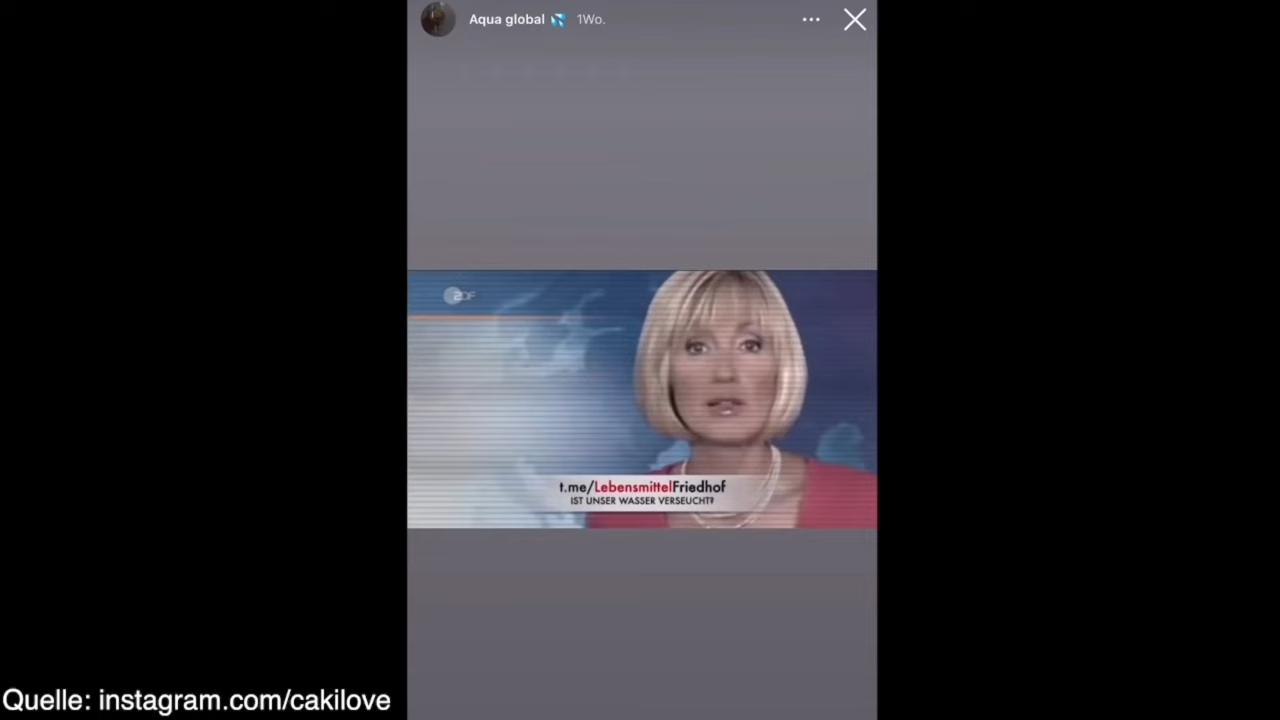 Aqua global 💦 1Wo.
ZDF
t.me/LebensmittelFriedhof
IST UNSER WASSER VERSEUCHT?
Quelle: instagram.com/cakilove